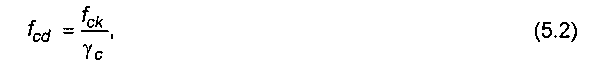 f_cd = f_ck / γ_c, (5.2)